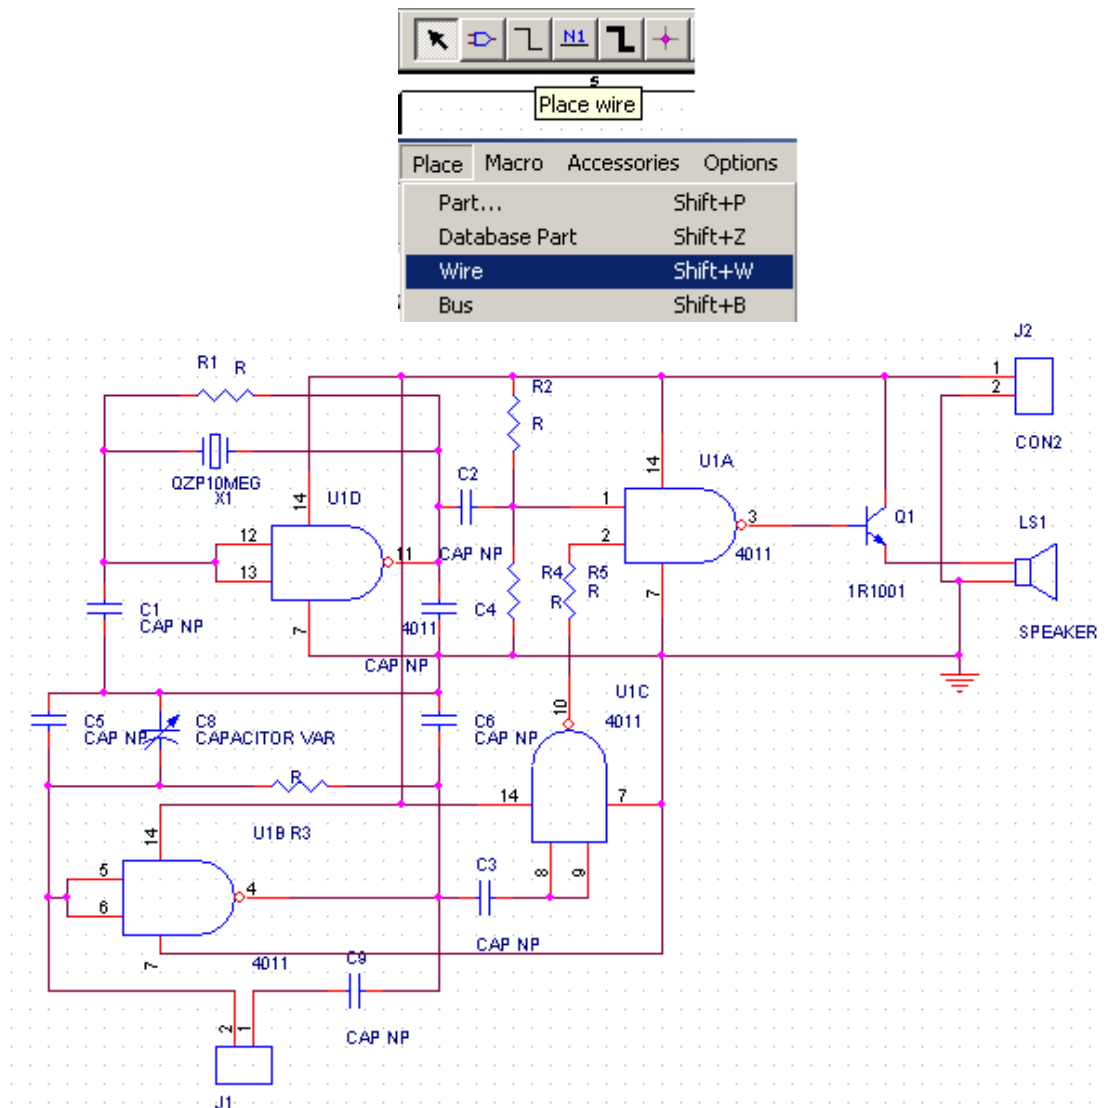 N1
5
Place wire
Place Macro Accessories Options
Part... Shift+P
Database Part Shift+Z
Wire Shift+W
Bus Shift+B
J2
R1 R
1
R2
2
R
CON2
C2
U1A
14
QZP10MEG
X1
14
U1D
1
3
Q1
LS1
12
2
11
CAP NP
4011
13
R4 R5
R
R
1R1001
C1
CAP NP
C4
7
7
4011
SPEAKER
CAP NP
U1C
10
4011
C5
CAP NP
C8
CAPACITOR VAR
C6
CAP NP
R
14
7
14
U1B R3
5
C3
8
9
4
6
CAP NP
7
4011
C9
2
1
CAP NP
J1